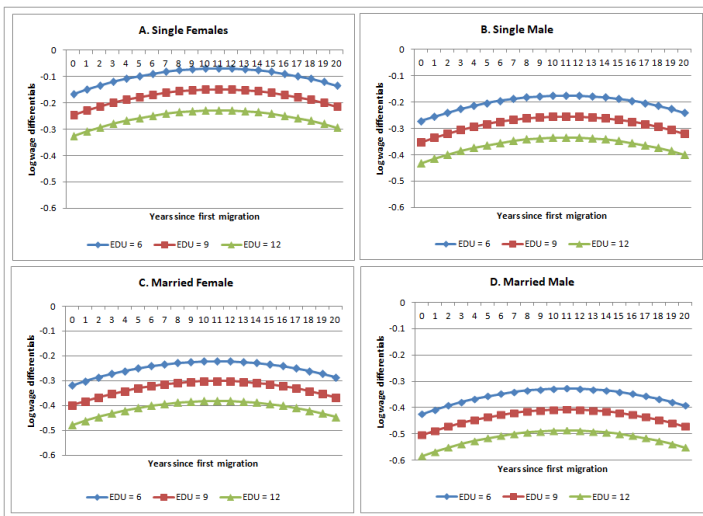 A. Single Females
0
0 1 2 3 4 5 6 7 8 9 10 11 12 13 14 15 16 17 18 19 20
-0.1
-0.2
-0.3
-0.4
-0.5
-0.6
Log wage differentials
Years since first migration
EDU = 6 EDU = 9 EDU = 12
B. Single Male
0
0 1 2 3 4 5 6 7 8 9 10 11 12 13 14 15 16 17 18 19 20
-0.1
-0.2
-0.3
-0.4
-0.5
-0.6
Log wage differentials
Years since first migration
EDU = 6 EDU = 9 EDU = 12
C. Married Female
0
0 1 2 3 4 5 6 7 8 9 10 11 12 13 14 15 16 17 18 19 20
-0.1
-0.2
-0.3
-0.4
-0.5
-0.6
Log wage differentials
Years since first migration
EDU = 6 EDU = 9 EDU = 12
D. Married Male
0
0 1 2 3 4 5 6 7 8 9 10 11 12 13 14 15 16 17 18 19 20
-0.1
-0.2
-0.3
-0.4
-0.5
-0.6
Log wage differentials
Years since first migration
EDU = 6 EDU = 9 EDU = 12